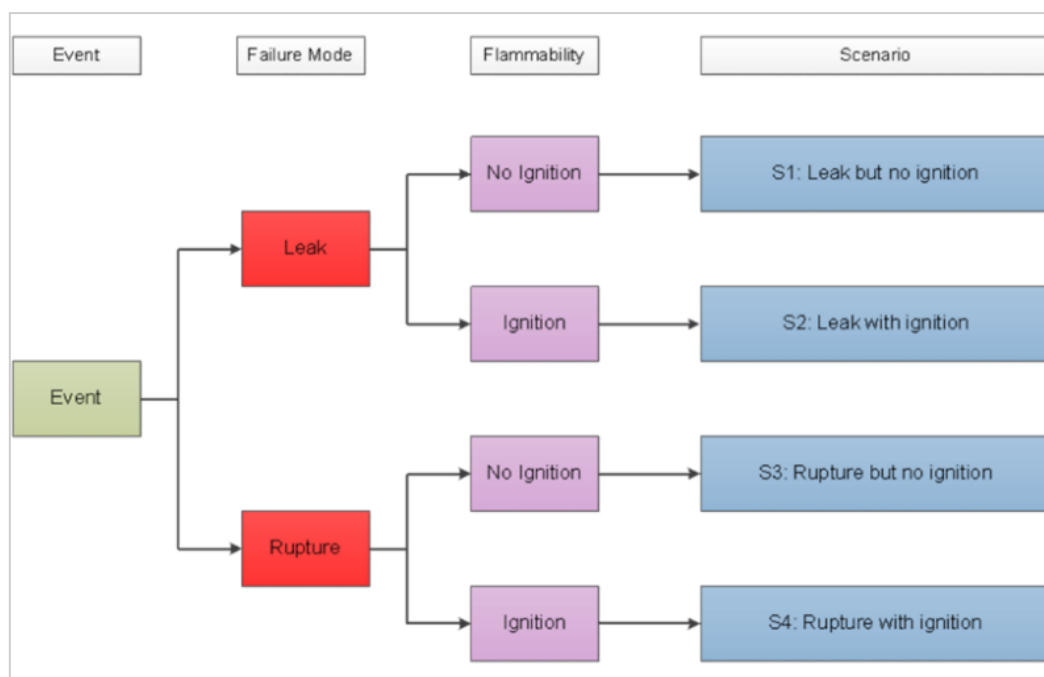 Event
Failure Mode
Flammability
Scenario
No Ignition
S1: Leak but no ignition
Leak
Ignition
S2: Leak with ignition
Event
No Ignition
S3: Rupture but no ignition
Rupture
Ignition
S4: Rupture with ignition